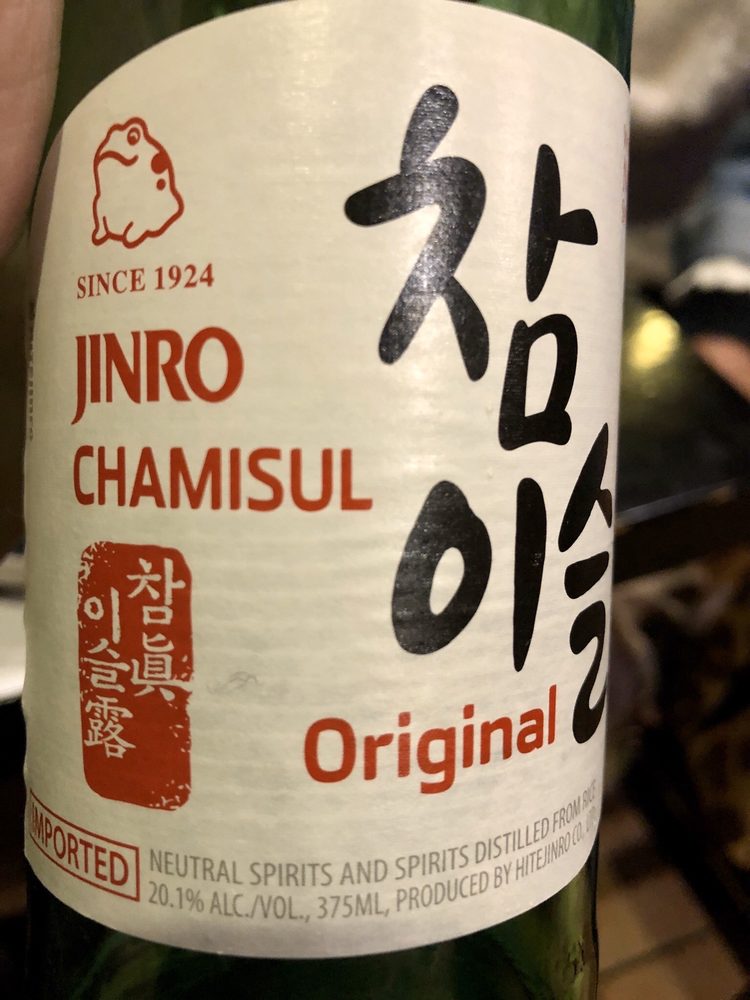 SINCE 1924
JINRO
CHAMISUL
참
이슬
Original
참眞
이슬露
IMPORTED
NEUTRAL SPIRITS AND SPIRITS DISTILLED FROM RICE
20.1% ALC./VOL., 375ML, PRODUCED BY HITEJINRO CO., LTD.